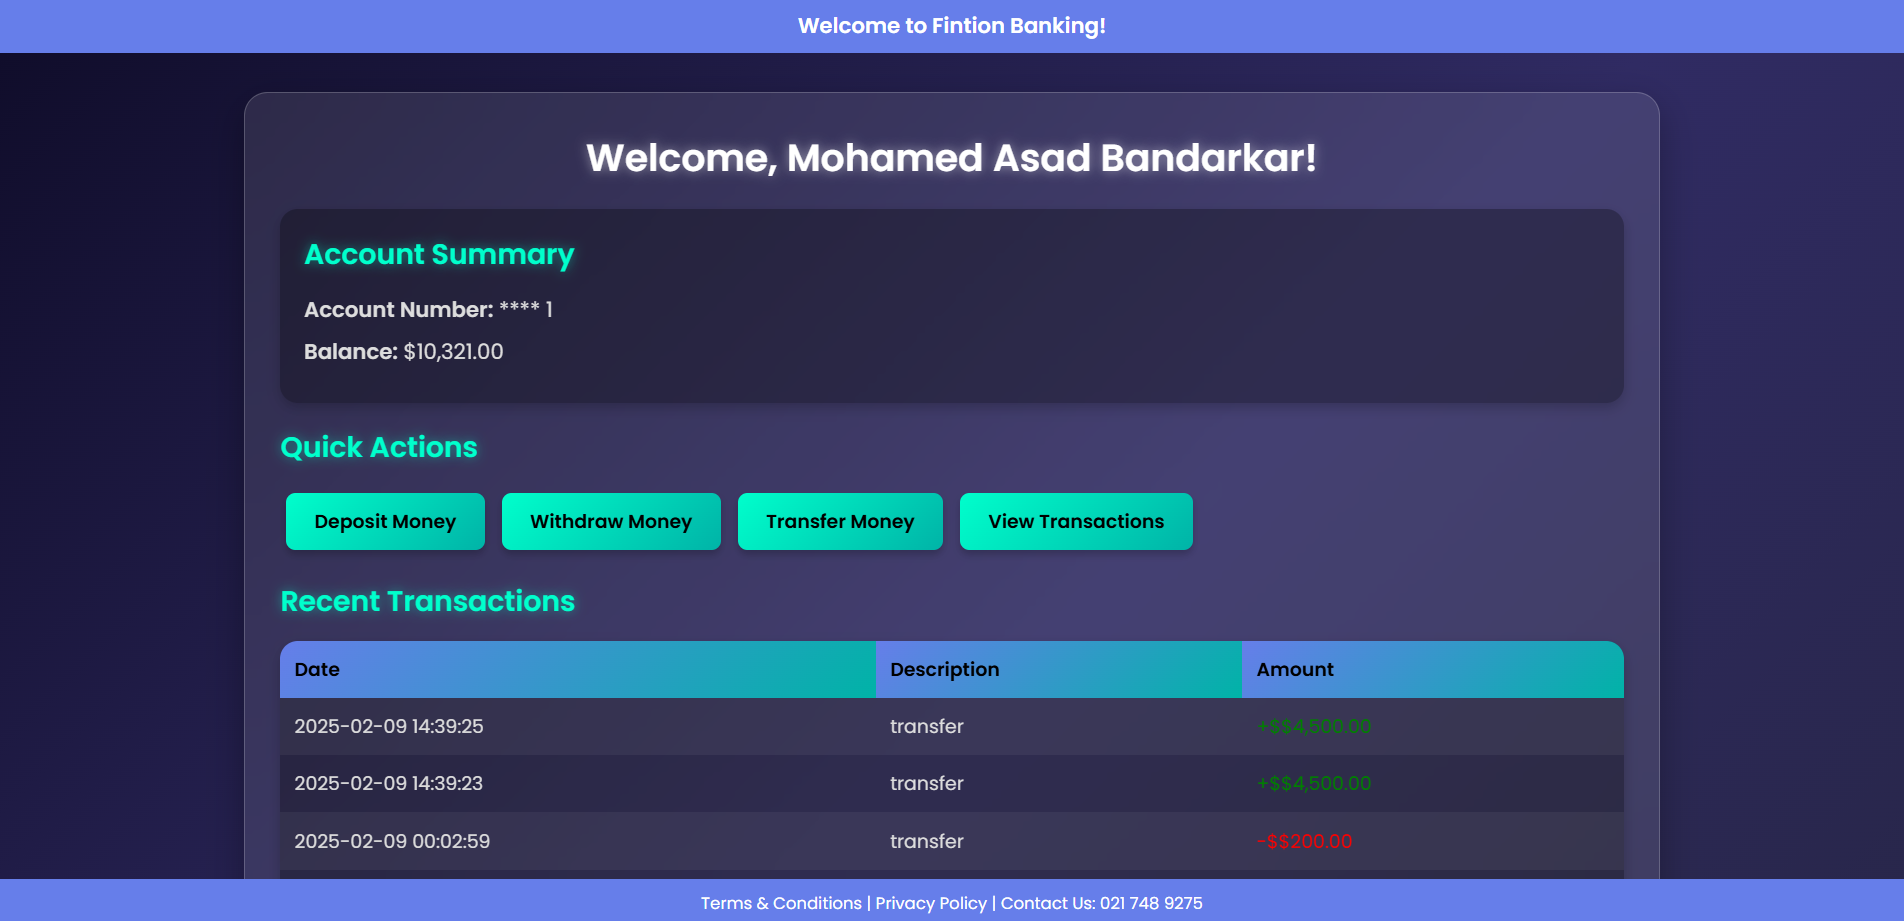 Welcome to Fintion Banking!
Welcome, Mohamed Asad Bandarkar!
Account Summary
Account Number: **** 1
Balance: $10,321.00
Quick Actions
Deposit Money Withdraw Money Transfer Money View Transactions
Recent Transactions
Date Description Amount
2025-02-09 14:39:25 transfer +$$4,500.00
2025-02-09 14:39:23 transfer +$$4,500.00
2025-02-09 00:02:59 transfer -$$200.00
Terms & Conditions | Privacy Policy | Contact Us: 021 748 9275